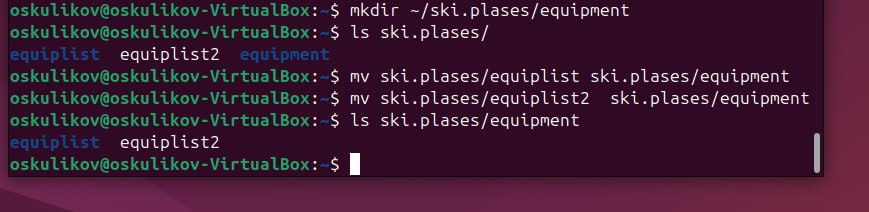 oskulikov@oskulikov-VirtualBox:~$ mkdir ~/ski.plases/equipment
oskulikov@oskulikov-VirtualBox:~$ ls ski.plases/
equiplist  equiplist2  equipment
oskulikov@oskulikov-VirtualBox:~$ mv ski.plases/equiplist ski.plases/equipment
oskulikov@oskulikov-VirtualBox:~$ mv ski.plases/equiplist2  ski.plases/equipment
oskulikov@oskulikov-VirtualBox:~$ ls ski.plases/equipment
equiplist  equiplist2
oskulikov@oskulikov-VirtualBox:~$